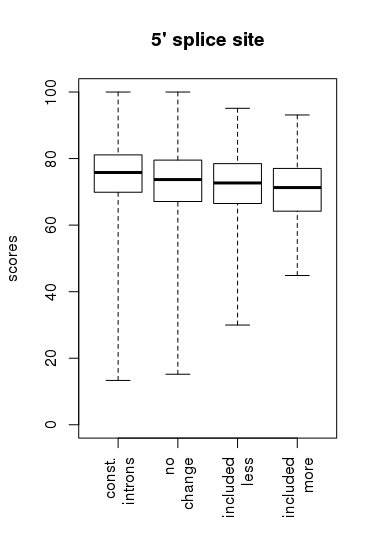 5' splice site
scores
100
80
60
40
20
0
const.
introns
no
change
included
less
included
more